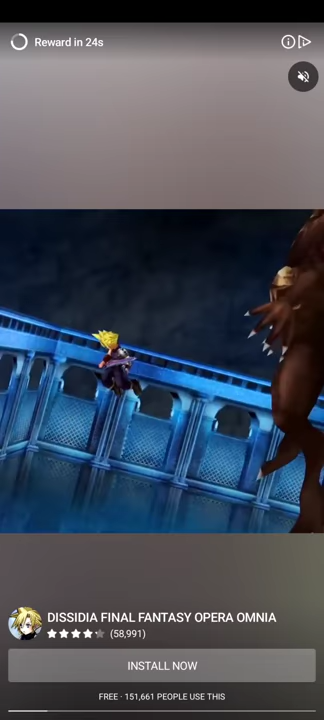 Reward in 24s
DISSIDIA FINAL FANTASY OPERA OMNIA
(58,991)
INSTALL NOW
FREE · 151,661 PEOPLE USE THIS